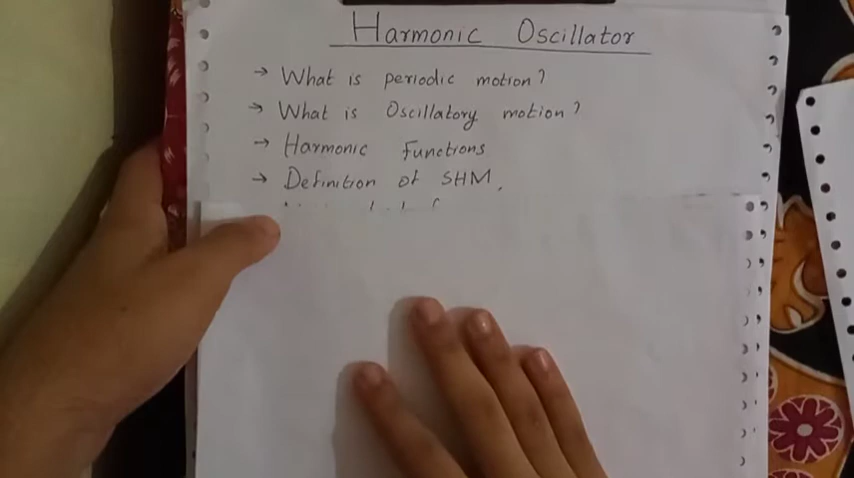 Harmonic Oscillator
→ What is periodic motion?
→ What is Oscillatory motion?
→ Harmonic Functions
→ Definition of SHM,